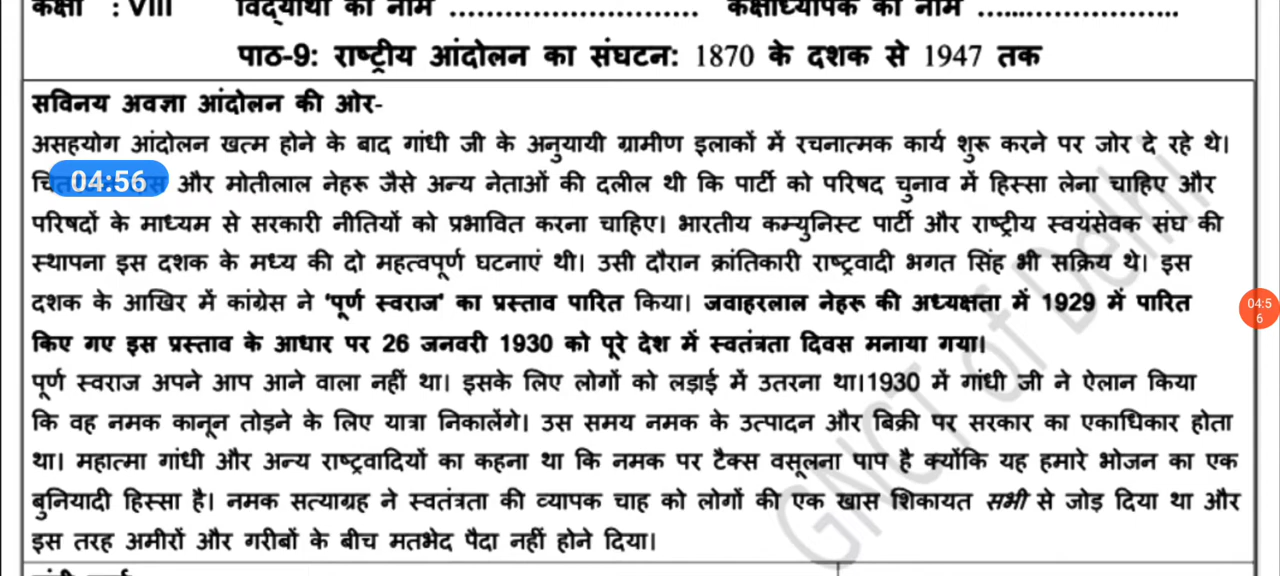 कक्षा : VIII विद्यार्थी का नाम ............................ कक्षाध्यापक का नाम ......................
पाठ-9: राष्ट्रीय आंदोलन का संघटन: 1870 के दशक से 1947 तक
सविनय अवज्ञा आंदोलन की ओर-
असहयोग आंदोलन खत्म होने के बाद गांधी जी के अनुयायी ग्रामीण इलाकों में रचनात्मक कार्य शुरू करने पर जोर दे रहे थे।
04:56 और मोतीलाल नेहरू जैसे अन्य नेताओं की दलील थी कि पार्टी को परिषद चुनाव में हिस्सा लेना चाहिए और
परिषदों के माध्यम से सरकारी नीतियों को प्रभावित करना चाहिए। भारतीय कम्युनिस्ट पार्टी और राष्ट्रीय स्वयंसेवक संघ की
स्थापना इस दशक के मध्य की दो महत्वपूर्ण घटनाएं थी। उसी दौरान क्रांतिकारी राष्ट्रवादी भगत सिंह भी सक्रिय थे। इस
दशक के आखिर में कांग्रेस ने 'पूर्ण स्वराज' का प्रस्ताव पारित किया। जवाहरलाल नेहरू की अध्यक्षता में 1929 में पारित
04:56
किए गए इस प्रस्ताव के आधार पर 26 जनवरी 1930 को पूरे देश में स्वतंत्रता दिवस मनाया गया।
पूर्ण स्वराज अपने आप आने वाला नहीं था। इसके लिए लोगों को लड़ाई में उतरना था।1930 में गांधी जी ने ऐलान किया
कि वह नमक कानून तोड़ने के लिए यात्रा निकालेंगे। उस समय नमक के उत्पादन और बिक्री पर सरकार का एकाधिकार होता
था। महात्मा गांधी और अन्य राष्ट्रवादियों का कहना था कि नमक पर टैक्स वसूलना पाप है क्योंकि यह हमारे भोजन का एक
बुनियादी हिस्सा है। नमक सत्याग्रह ने स्वतंत्रता की व्यापक चाह को लोगों की एक खास शिकायत सभी से जोड़ दिया था और
इस तरह अमीरों और गरीबों के बीच मतभेद पैदा नहीं होने दिया।
GNCT of Delhi